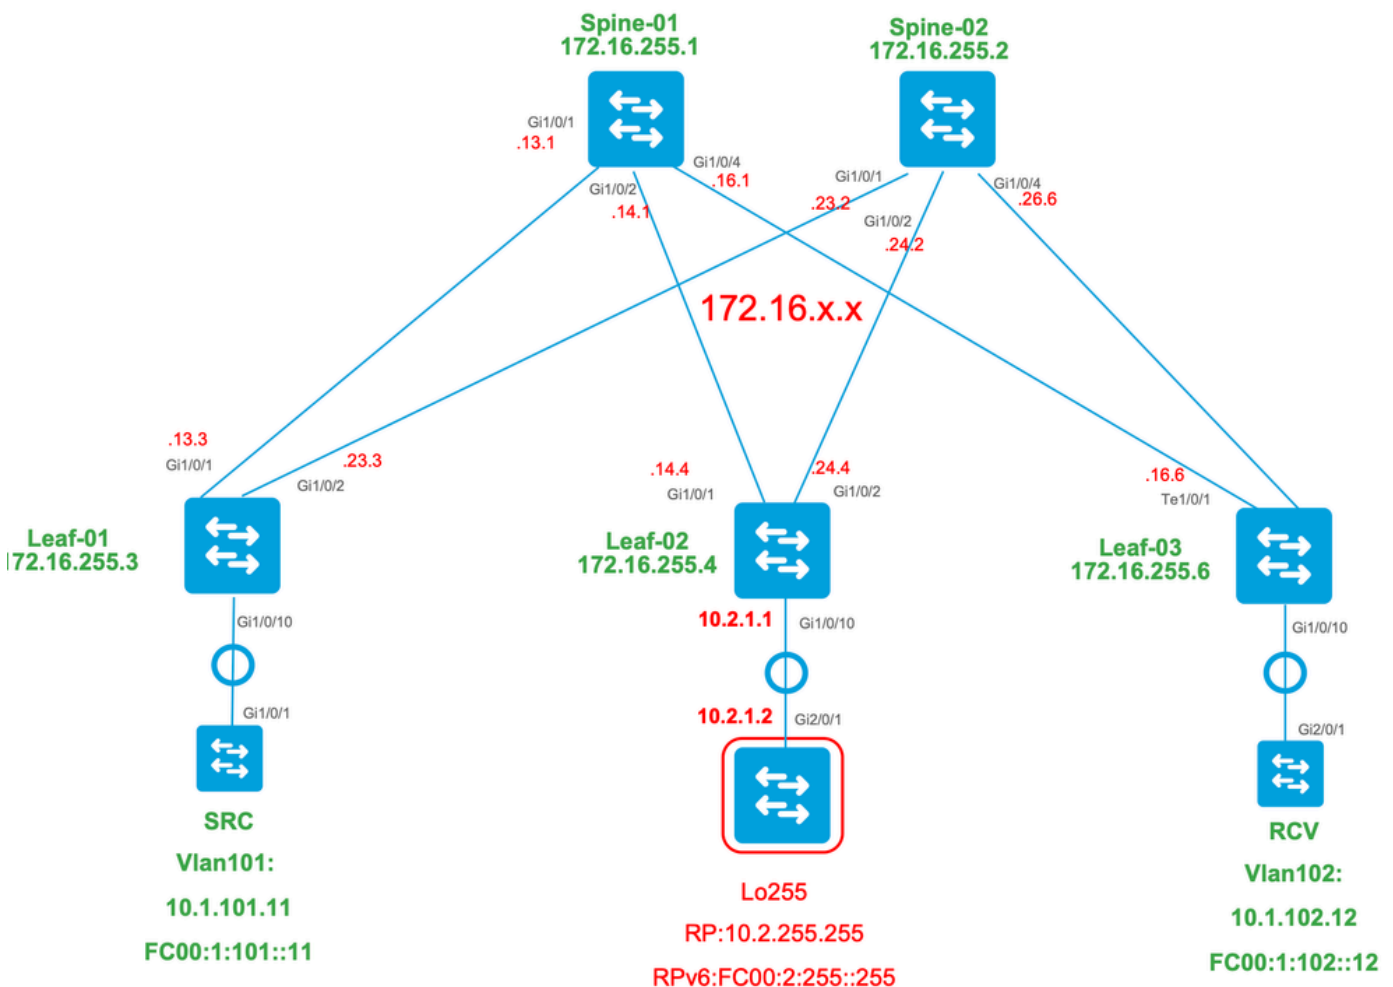 Spine-01
172.16.255.1
Spine-02
172.16.255.2
Gi1/0/1
.13.1
Gi1/0/2
.14.1
Gi1/0/4
.16.1
Gi1/0/1
.23.2
Gi1/0/2
.24.2
Gi1/0/4
.26.6
172.16.x.x
.13.3
Gi1/0/1
.23.3
Gi1/0/2
.14.4
Gi1/0/1
.24.4
Gi1/0/2
.16.6
Te1/0/1
Leaf-01
172.16.255.3
Leaf-02
172.16.255.4
Leaf-03
172.16.255.6
Gi1/0/10
Gi1/0/1
10.2.1.1
Gi1/0/10
10.2.1.2
Gi2/0/1
Gi1/0/10
Gi2/0/1
SRC
Vlan101:
10.1.101.11
FC00:1:101::11
Lo255
RP:10.2.255.255
RPv6:FC00:2:255::255
RCV
Vlan102:
10.1.102.12
FC00:1:102::12